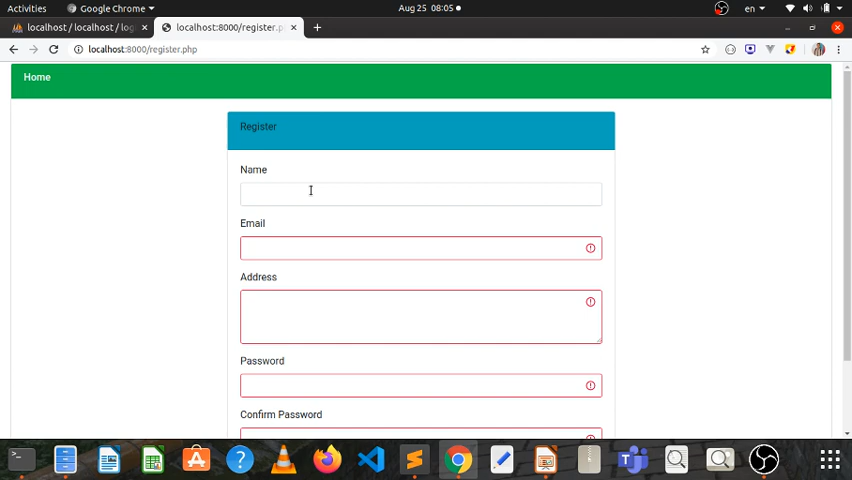 Activities
Google Chrome
Aug 25 08:05
en
localhost / localhost / log
localhost:8000/register.p
localhost:8000/register.php
Home
Register
Name
Email
Address
Password
Confirm Password